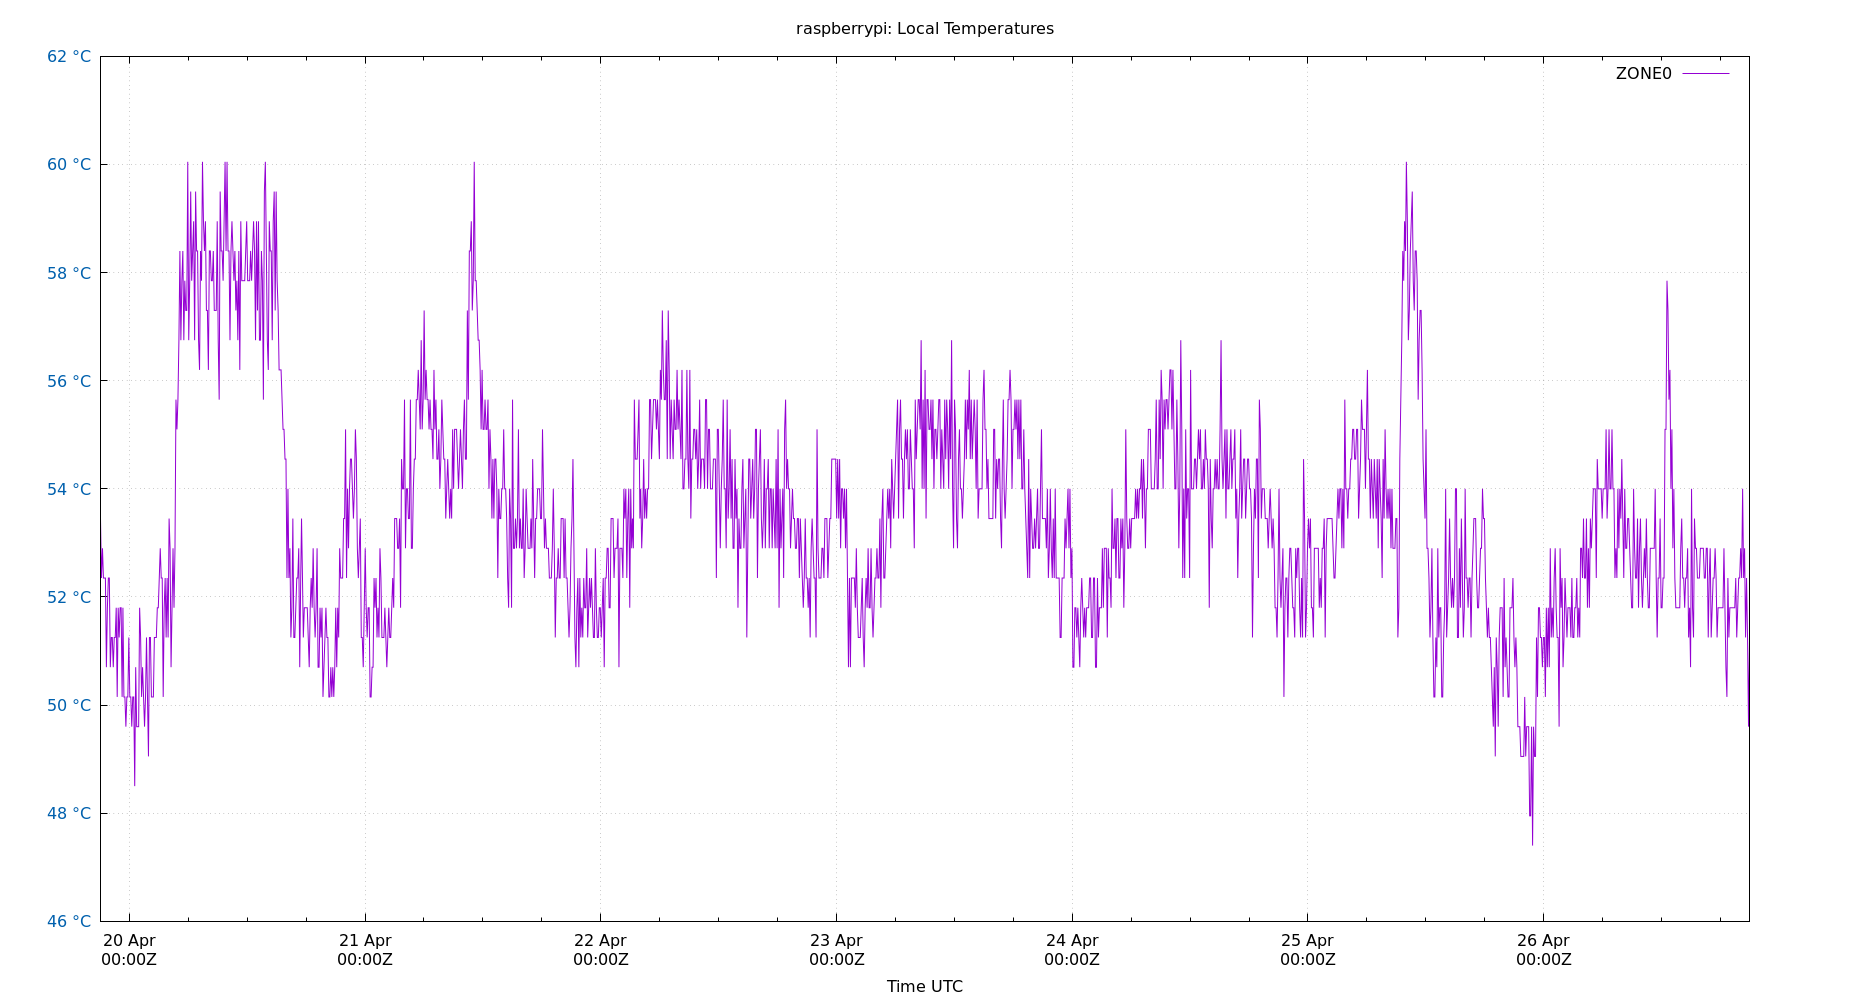 raspberrypi: Local Temperatures
62 °C
ZONE0
60 °C
58 °C
56 °C
54 °C
52 °C
50 °C
48 °C
46 °C
20 Apr 21 Apr 22 Apr 23 Apr 24 Apr 25 Apr 26 Apr
00:00Z 00:00Z 00:00Z 00:00Z 00:00Z 00:00Z 00:00Z
Time UTC